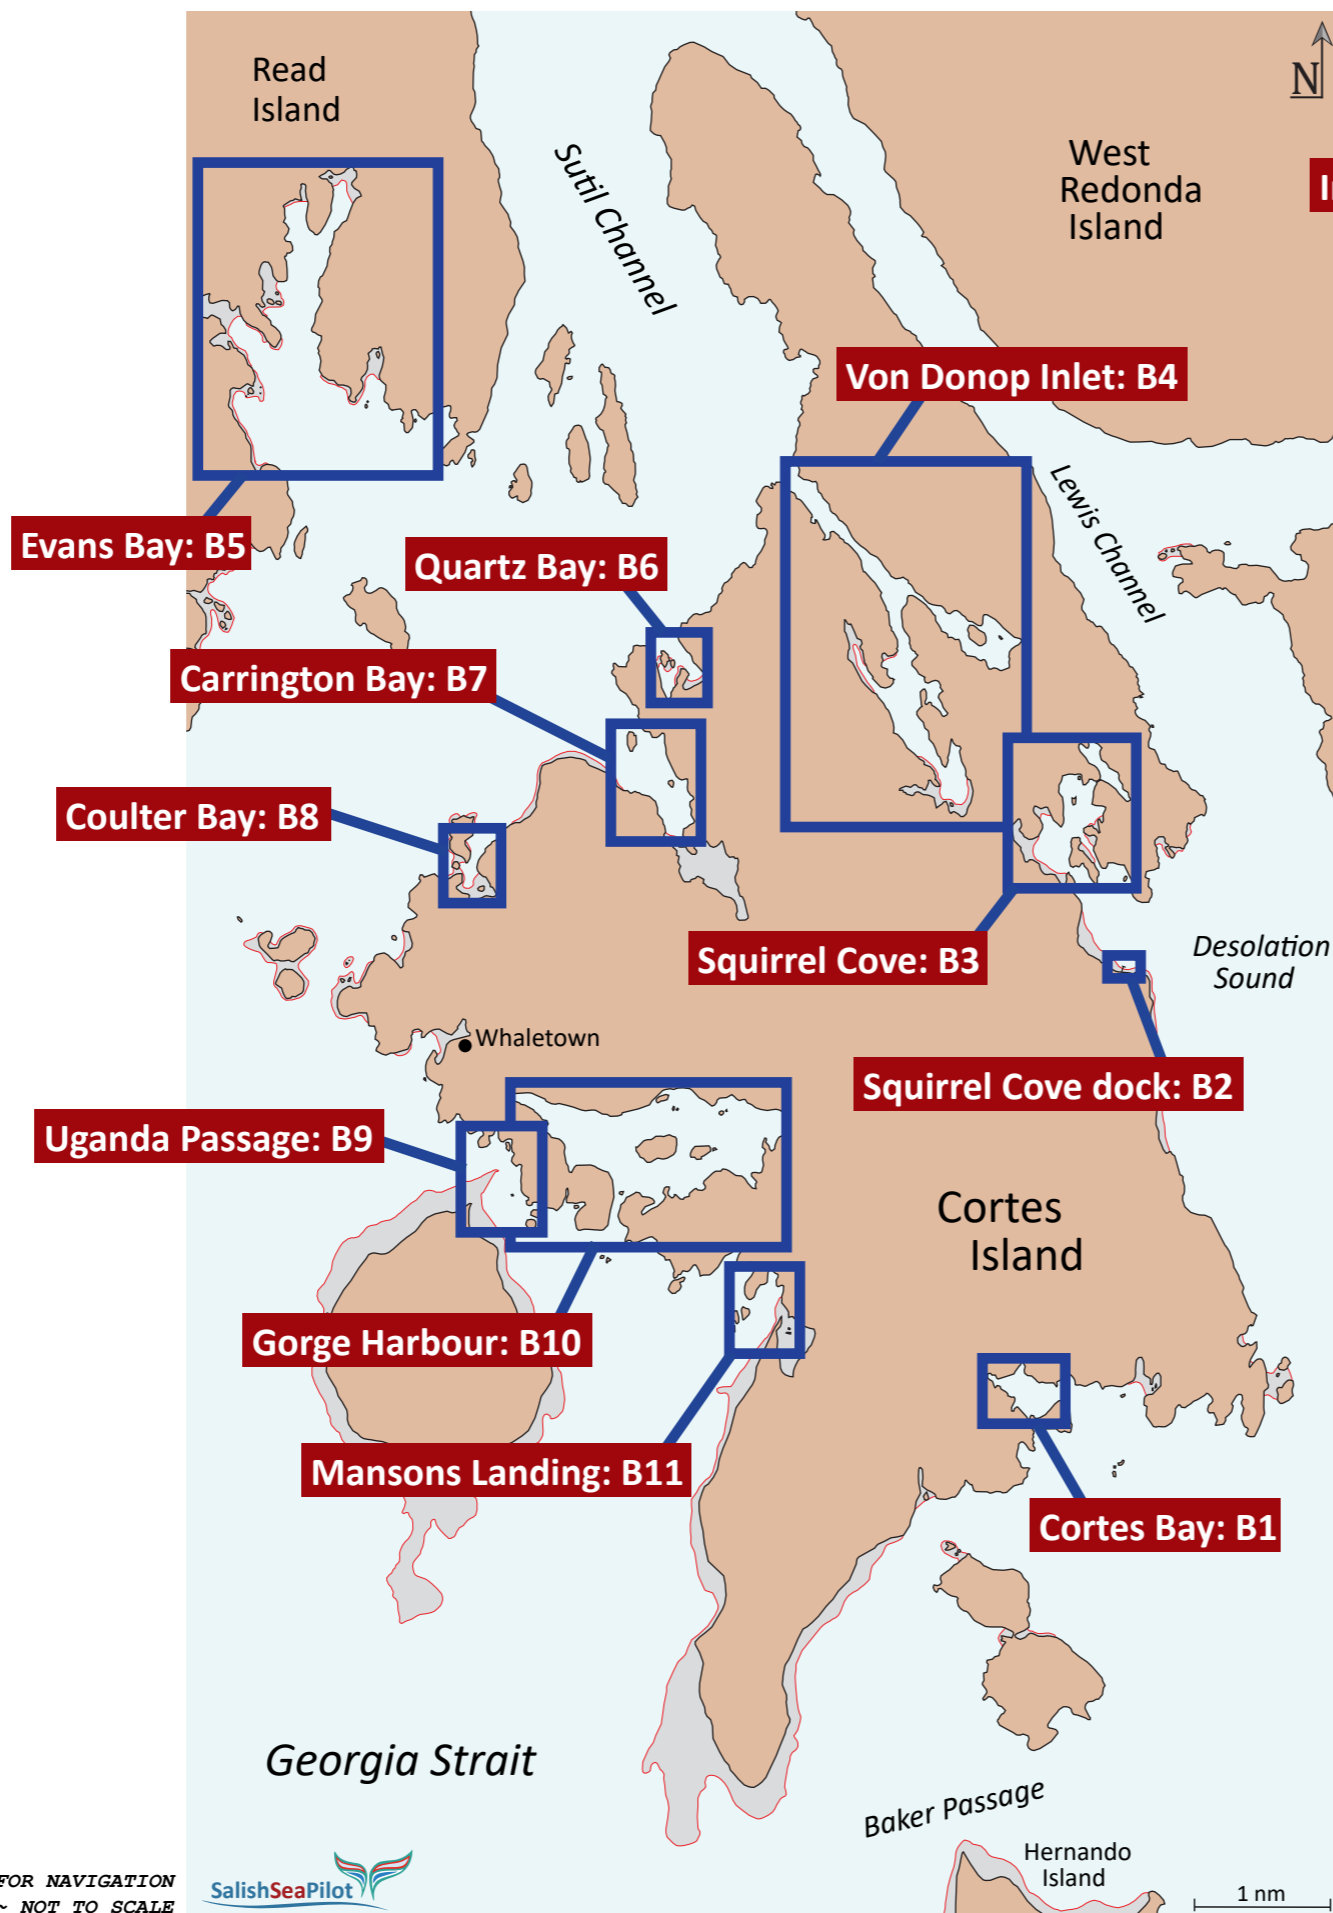 Read
Island
N
West
Redonda
Island
Sutil Channel
Von Donop Inlet: B4
Lewis Channel
Evans Bay: B5
Quartz Bay: B6
Carrington Bay: B7
Coulter Bay: B8
Squirrel Cove: B3
Desolation
Sound
Whaletown
Squirrel Cove dock: B2
Uganda Passage: B9
Cortes
Island
Gorge Harbour: B10
Mansons Landing: B11
Cortes Bay: B1
Georgia Strait
Baker Passage
Hernando
Island
FOR NAVIGATION
~ NOT TO SCALE
SalishSeaPilot
1 nm